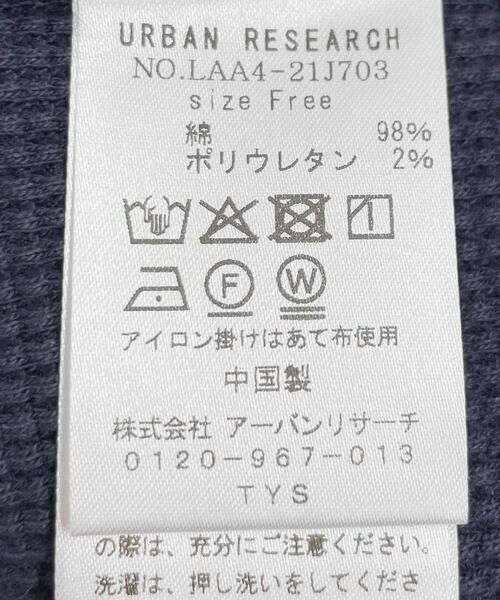 URBAN RESEARCH
NO.LAA4-21J703
size Free
綿 98%
ポリウレタン 2%
F W
アイロン掛けはあて布使用
中国製
株式会社 アーバンリサーチ
0120-967-013
TYS
の際は、充分にご注意ください。
洗濯は、押し洗いをしてくださ